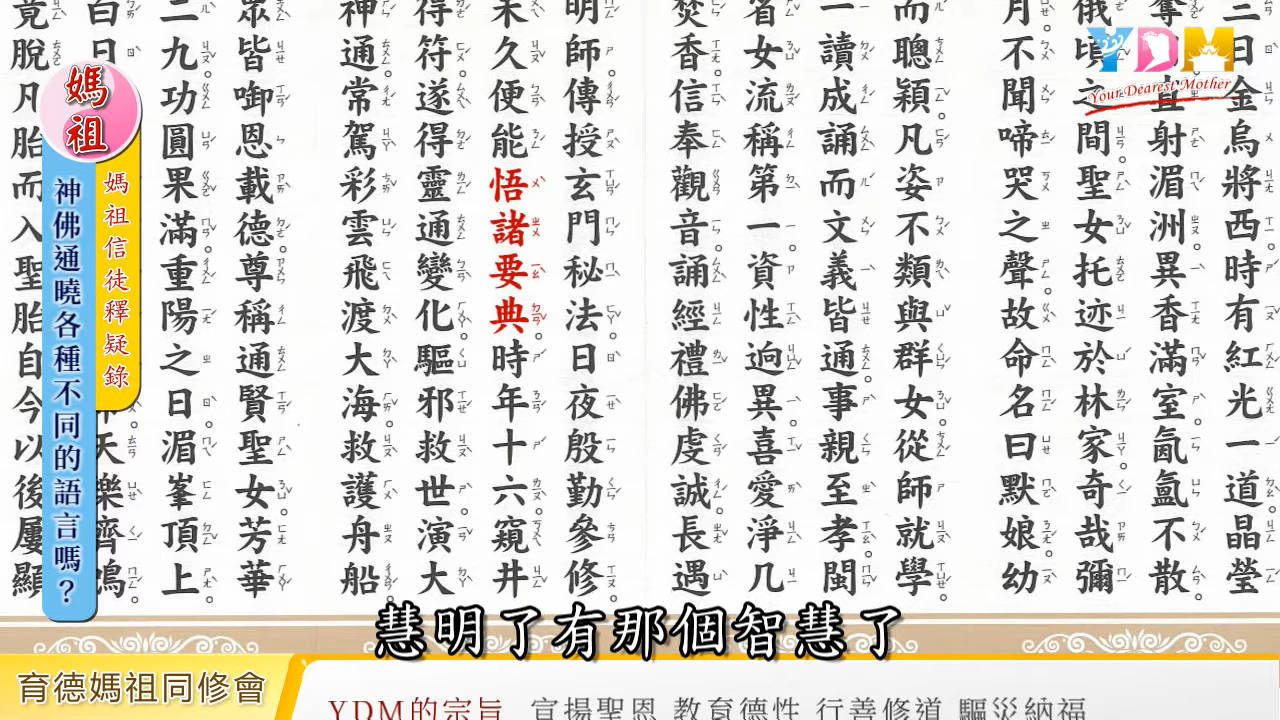 三日金烏將西時有紅光一道晶瑩
奪目直射湄洲異香滿室氤氳不散
俄頃之間聖女托迹於林家奇哉彌
月不聞啼哭之聲故命名曰默娘幼
而聰穎凡姿不類與群女從師就學
一讀成誦而文義皆通事親至孝閩
省女流稱第一資性逈異喜愛淨几
焚香信奉觀音誦經禮佛虔誠長遇
明師傳授玄門秘法日夜殷勤參修
未久便能悟諸要典時年十六窺井
得符遂得靈通變化驅邪救世演大
神通常駕彩雲飛渡大海救護舟船
眾皆啣恩載德尊稱通賢聖女芳華
二九功圓果滿重陽之日湄峯頂上
白日
天樂齊鳴
竟脫凡胎而入聖胎自今以後屢顯
YDM
Your Dearest Mother
媽祖
媽祖信徒釋疑錄
神佛通曉各種不同的語言嗎？
慧明了有那個智慧了
育德媽祖同修會
YDM的宗旨 宣揚聖恩 教育德性 行善修道 驅災納福